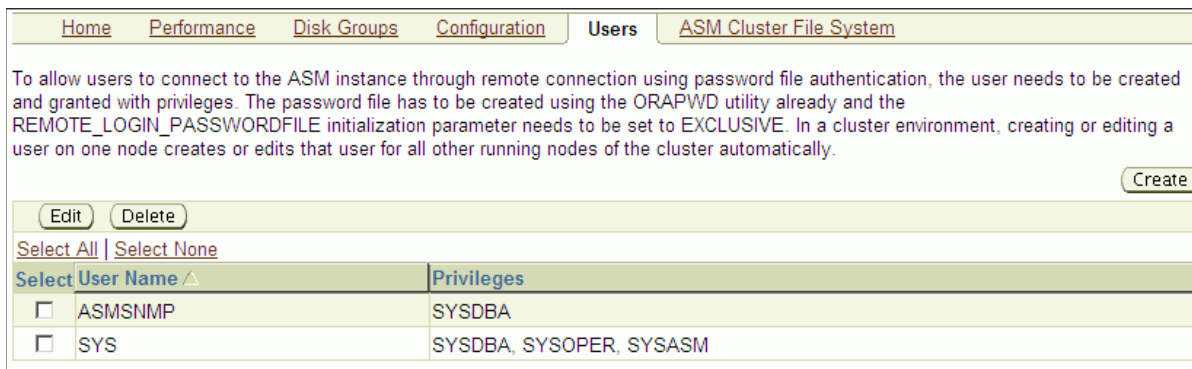 Home Performance Disk Groups Configuration Users ASM Cluster File System
To allow users to connect to the ASM instance through remote connection using password file authentication, the user needs to be created
and granted with privileges. The password file has to be created using the ORAPWD utility already and the
REMOTE_LOGIN_PASSWORDFILE initialization parameter needs to be set to EXCLUSIVE. In a cluster environment, creating or editing a
user on one node creates or edits that user for all other running nodes of the cluster automatically.
Create
Edit Delete
Select All | Select None
Select User Name Privileges
ASMSNMP SYSDBA
SYS SYSDBA, SYSOPER, SYSASM